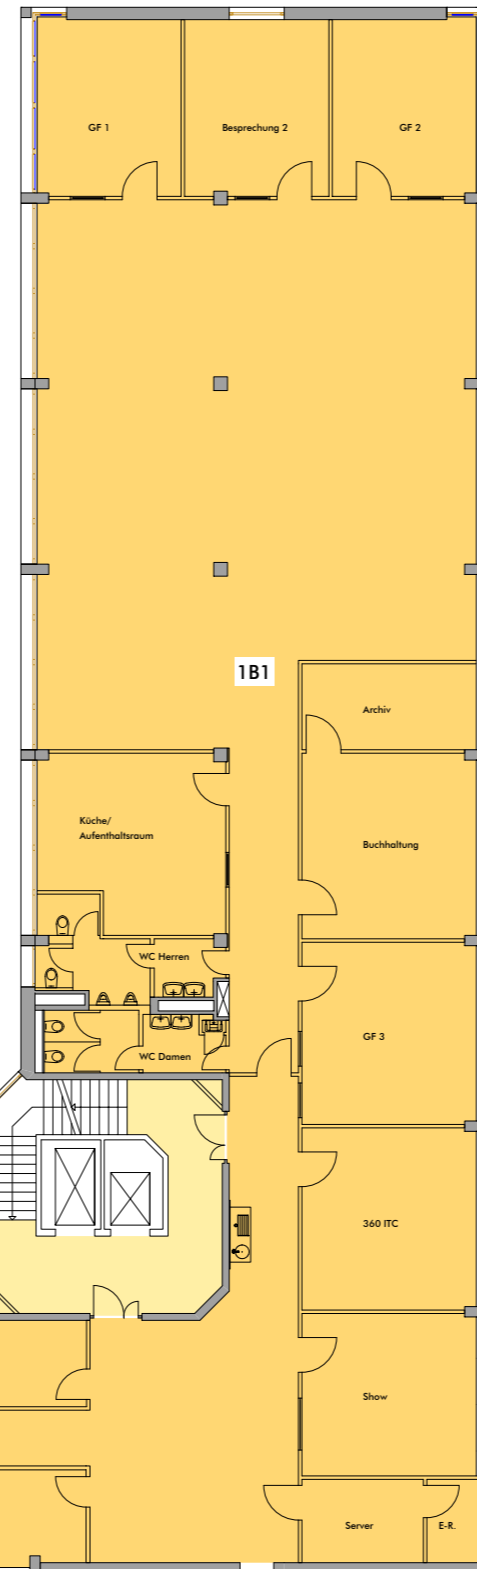 GF 1
Besprechung 2
GF 2
1B1
Archiv
Küche/
Aufenthaltsraum
Buchhaltung
WC Herren
GF 3
WC Damen
360 ITC
Show
Server
E-R.